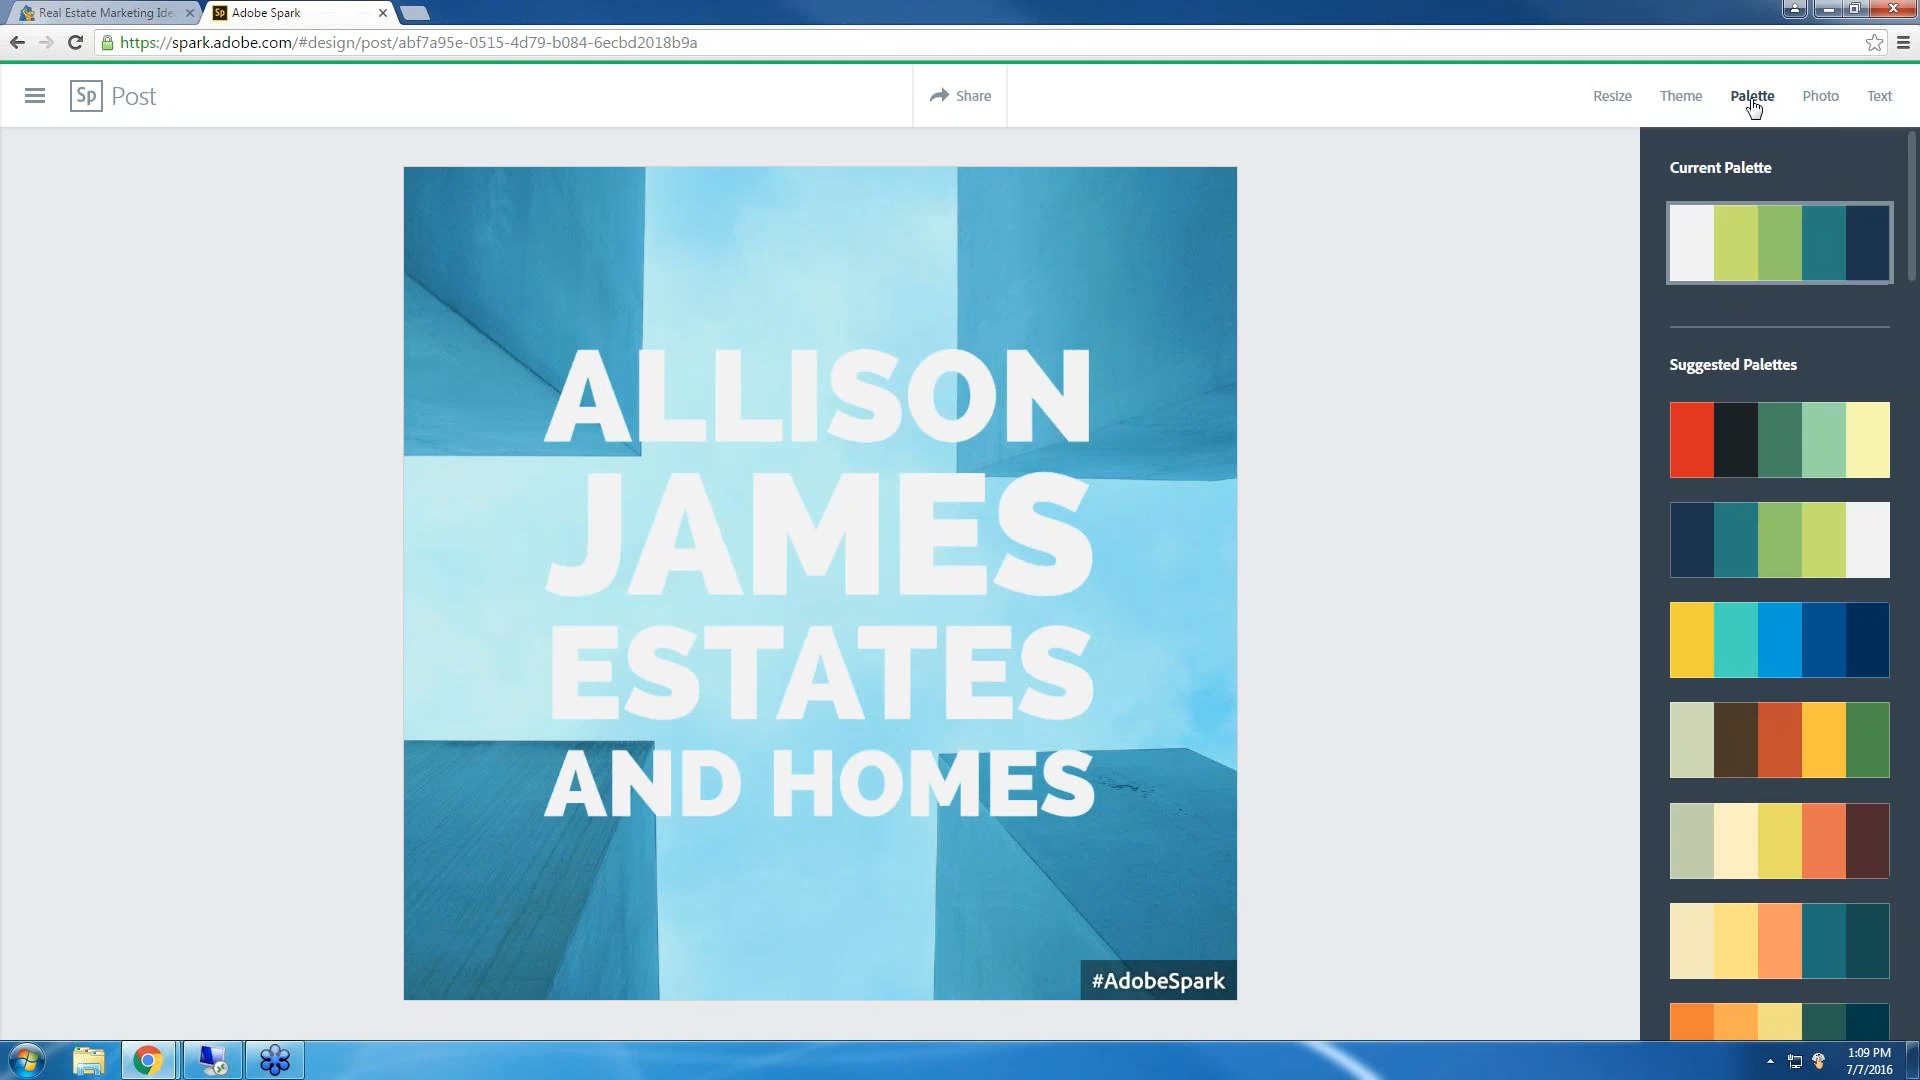 Real Estate Marketing Ide
Adobe Spark
https://spark.adobe.com/#design/post/abf7a95e-0515-4d79-b084-6ecbd2018b9a
Sp Post
Share
Resize
Theme
Palette
Photo
Text
Current Palette
Suggested Palettes
ALLISON
JAMES
ESTATES
AND HOMES
#AdobeSpark
1:09 PM
7/7/2016